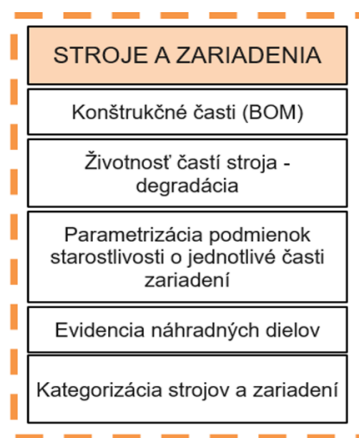 STROJE A ZARIADENIA
Konštrukčné časti (BOM)
Životnosť častí stroja -
degradácia
Parametrizácia podmienok
starostlivosti o jednotlivé časti
zariadení
Evidencia náhradných dielov
Kategorizácia strojov a zariadení